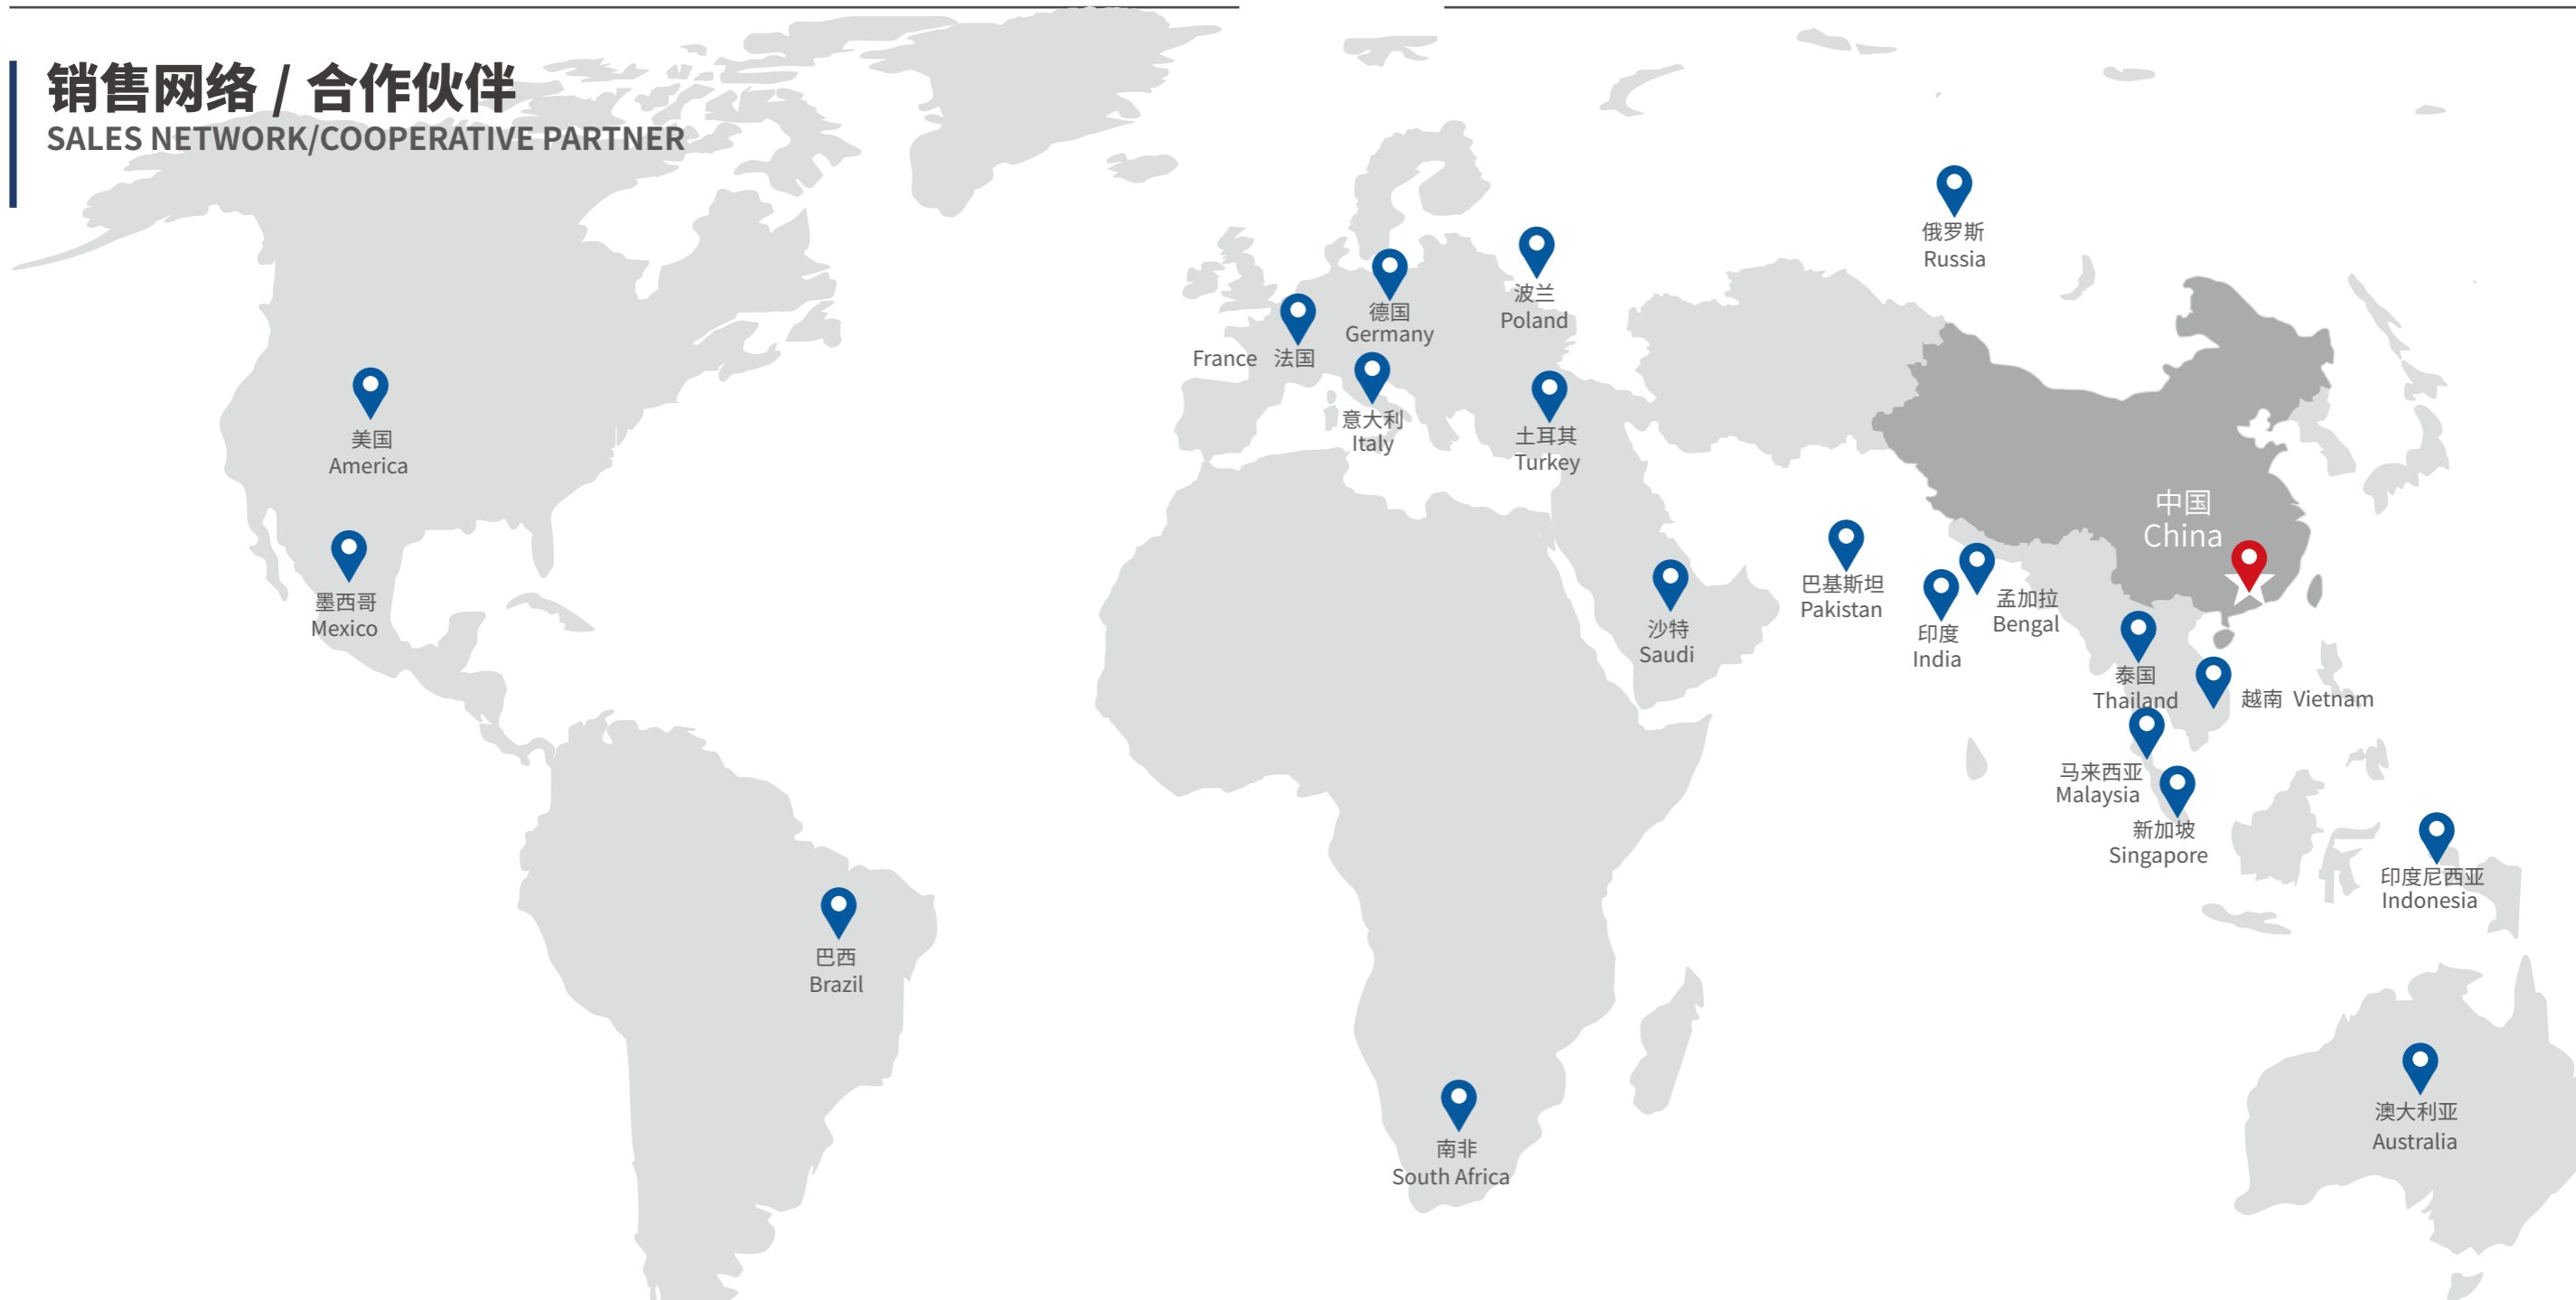 销售网络 / 合作伙伴
SALES NETWORK/COOPERATIVE PARTNER
俄罗斯
Russia
波兰
Poland
德国
Germany
France 法国
意大利
Italy
土耳其
Turkey
美国
America
墨西哥
Mexico
中国
China
巴基斯坦
Pakistan
孟加拉
Bengal
印度
India
沙特
Saudi
泰国
Thailand
越南 Vietnam
马来西亚
Malaysia
新加坡
Singapore
印度尼西亚
Indonesia
巴西
Brazil
南非
South Africa
澳大利亚
Australia